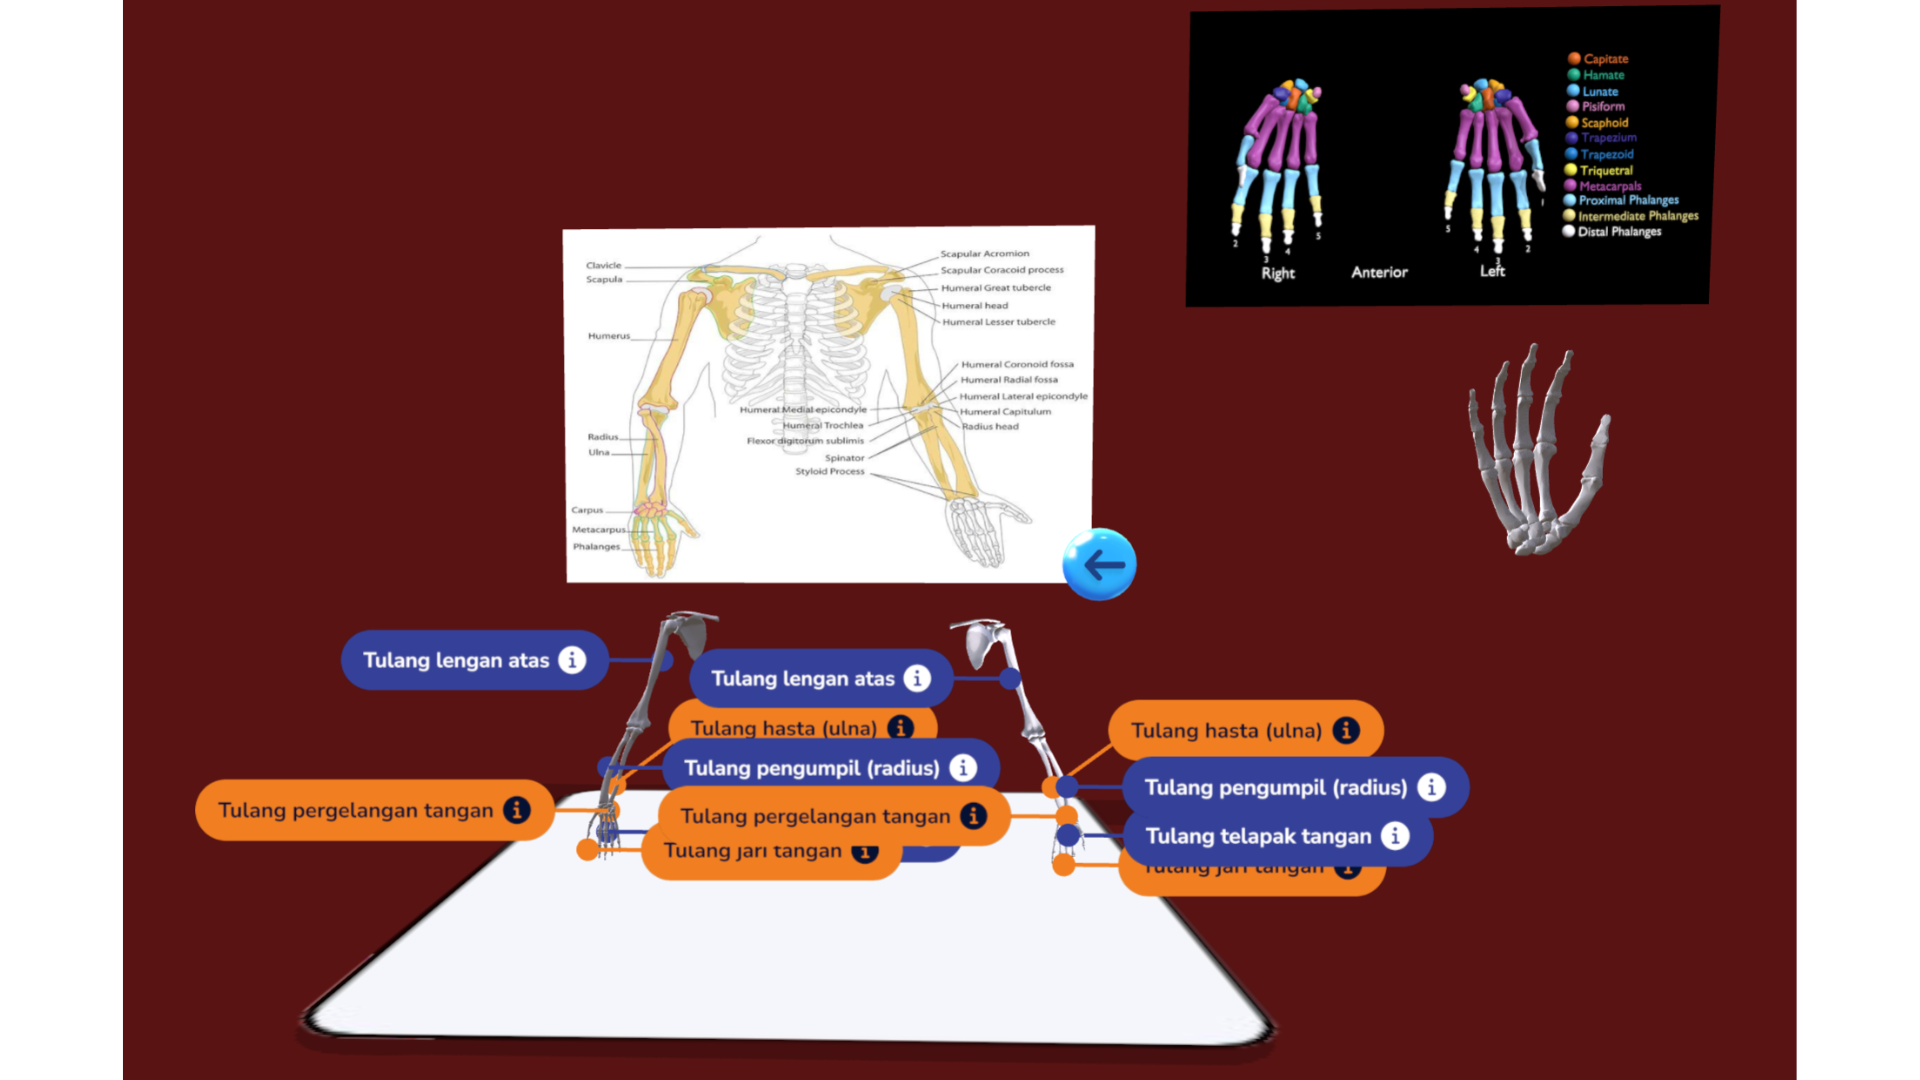 Capitate
Hamate
Lunate
Pisiform
Scaphoid
Trapezium
Trapezoid
Triquetral
Metacarpals
Proximal Phalanges
Intermediate Phalanges
Distal Phalanges
2
3
4
5
5
4
3
2
1
Right
Anterior
Left
Clavicle
Scapula
Humerus
Radius
Ulna
Carpus
Metacarpus
Phalanges
Scapular Acromion
Scapular Coracoid process
Humeral Great tubercle
Humeral head
Humeral Lesser tubercle
Humeral Coronoid fossa
Humeral Radial fossa
Humeral Lateral epicondyle
Humeral Capitulum
Radius head
Humeral Medial epicondyle
Humeral Trochlea
Flexor digitorum sublimis
Spinator
Styloid Process
Tulang lengan atas i
Tulang lengan atas i
Tulang hasta (ulna) i
Tulang hasta (ulna) i
Tulang pengumpil (radius) i
Tulang pengumpil (radius) i
Tulang pergelangan tangan i
Tulang pergelangan tangan i
Tulang telapak tangan i
Tulang jari tangan i
Tulang jari tangan i